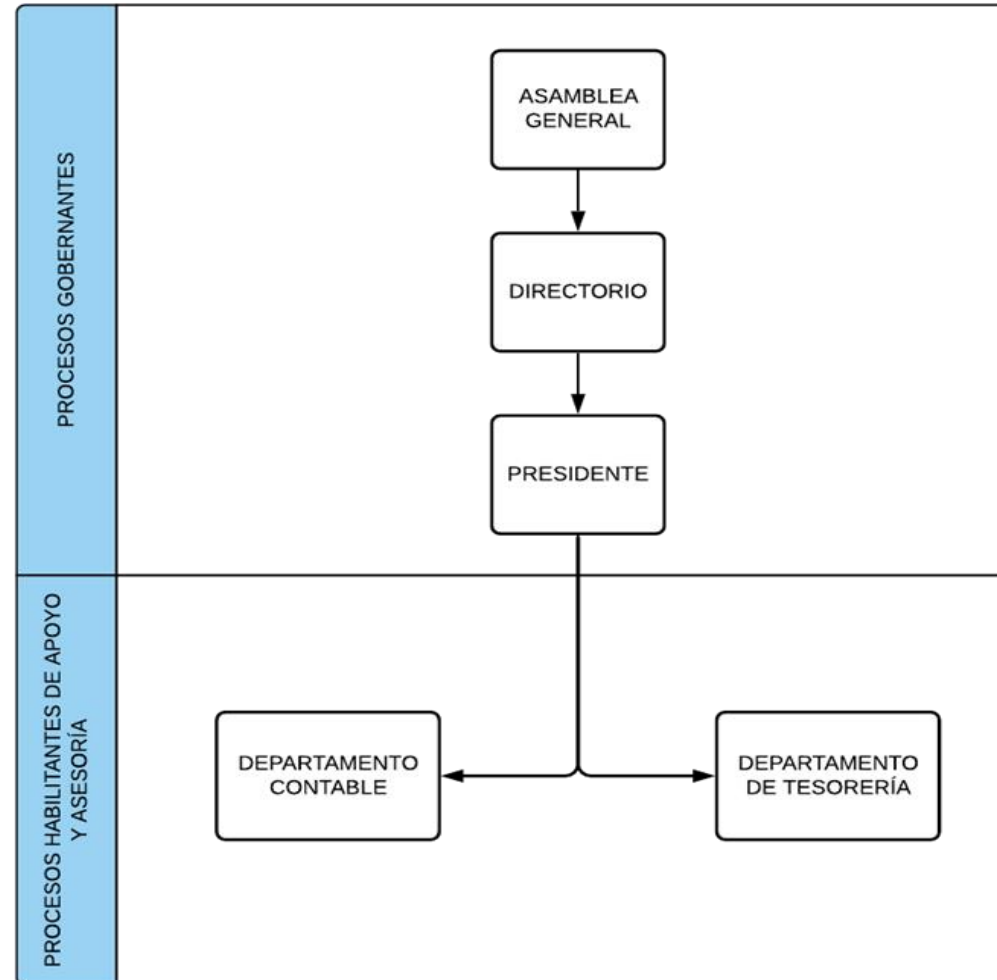 PROCESOS GOBERNANTES
ASAMBLEA
GENERAL
DIRECTORIO
PRESIDENTE
PROCESOS HABILITANTES DE APOYO
Y ASESORÍA
DEPARTAMENTO
CONTABLE
DEPARTAMENTO
DE TESORERÍA